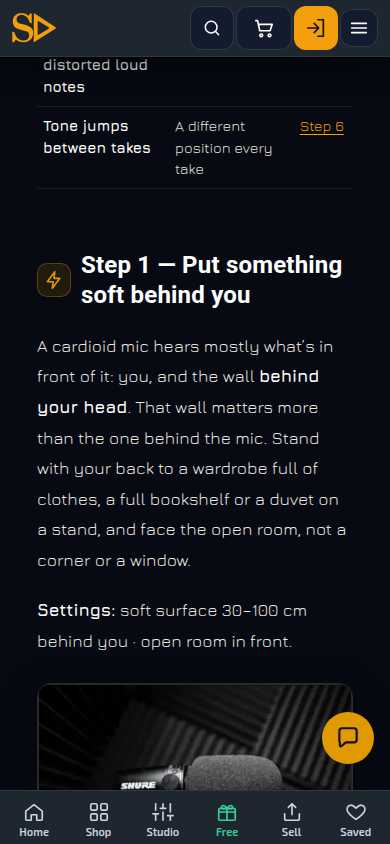 distorted loud
notes
Tone jumps
between takes
A different
position every
take
Step 6
Step 1 — Put something
soft behind you
A cardioid mic hears mostly what's in
front of it: you, and the wall behind
your head. That wall matters more
than the one behind the mic. Stand
with your back to a wardrobe full of
clothes, a full bookshelf or a duvet on
a stand, and face the open room, not a
corner or a window.
Settings: soft surface 30–100 cm
behind you · open room in front.
SHURE
Home
Shop
Studio
Free
Sell
Saved